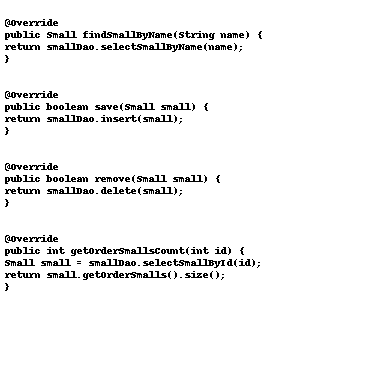 @Override
public Small findSmallByName(String name) {
return smallDao.selectSmallByName(name);
}
@Override
public boolean save(Small small) {
return smallDao.insert(small);
}
@Override
public boolean remove(Small small) {
return smallDao.delete(small);
}
@Override
public int getOrderSmallsCount(int id) {
Small small = smallDao.selectSmallById(id);
return small.getOrderSmalls().size();
}